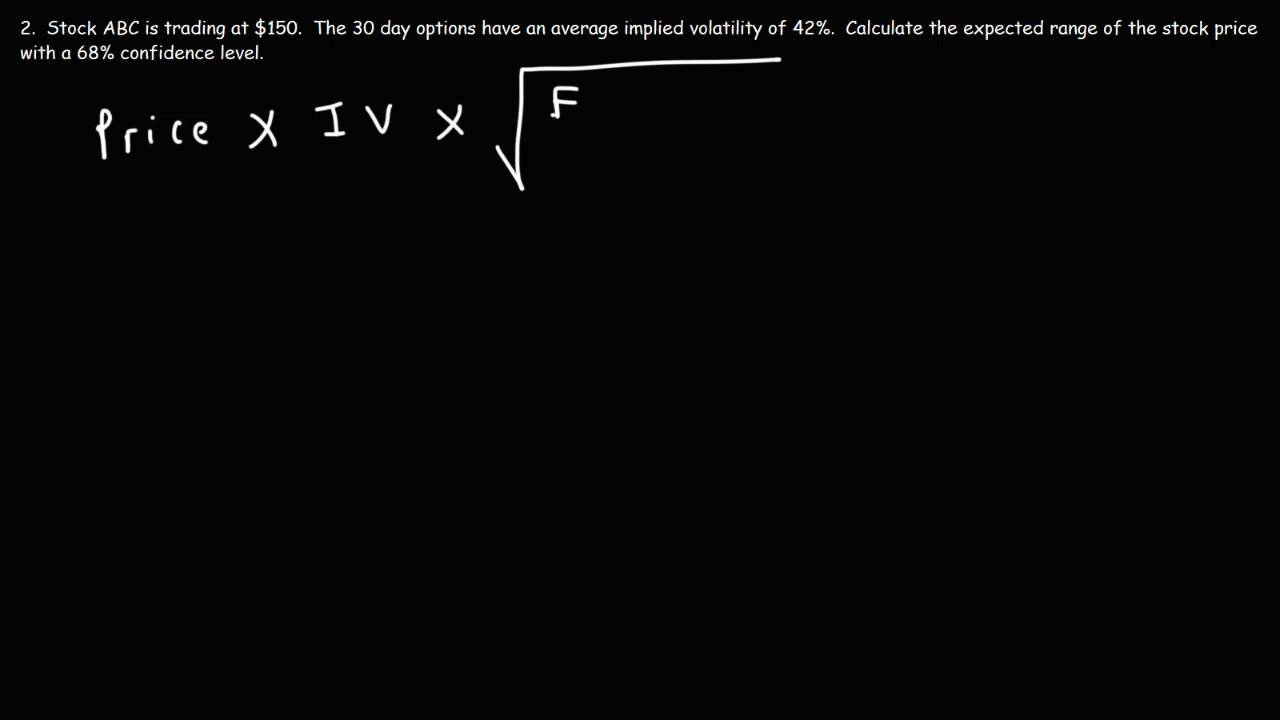 2. Stock ABC is trading at $150. The 30 day options have an average implied volatility of 42%. Calculate the expected range of the stock price
with a 68% confidence level.
Price X IV X √F